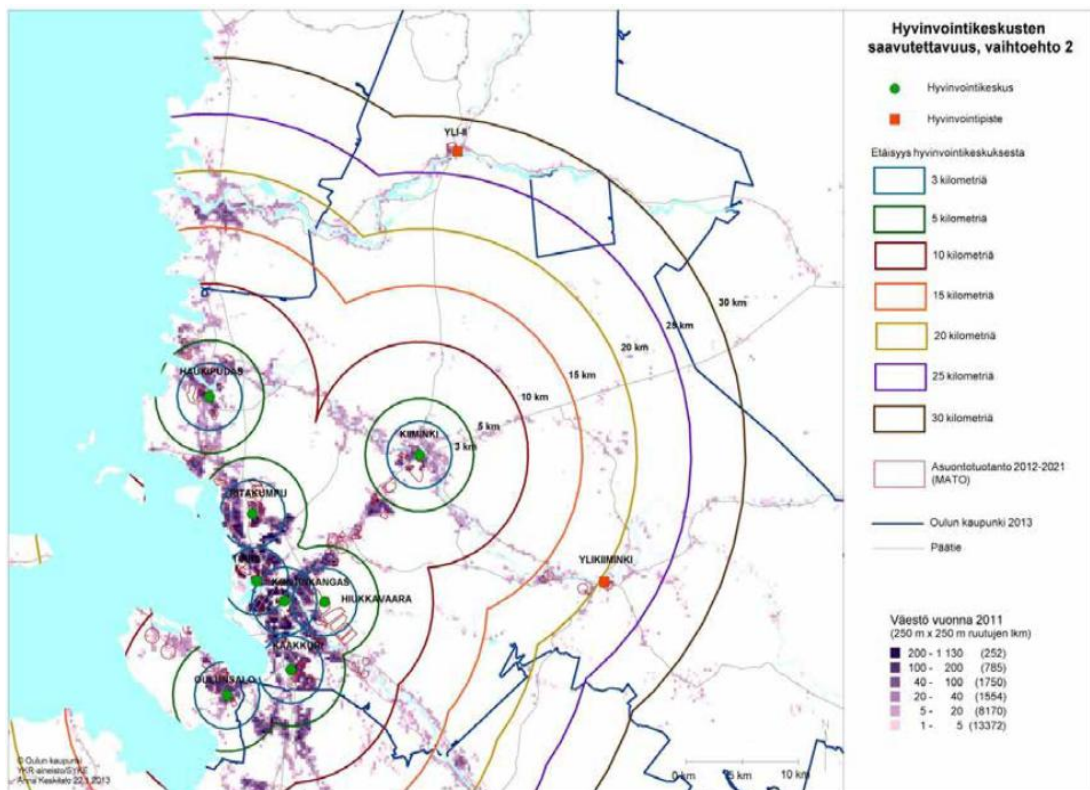 Hyvinvointikeskusten
saavutettavuus, vaihtoehto 2
Hyvinvointikeskus
Hyvinvointipiste
Etäisyys hyvinvointikeskuksesta
3 kilometriä
5 kilometriä
10 kilometriä
15 kilometriä
20 kilometriä
25 kilometriä
30 kilometriä
Asuontotuotanto 2012-2021
(MATO)
Oulun kaupunki 2013
Päätie
Väestö vuonna 2011
(250 m x 250 m ruutujen lkm)
200 - 1 130 (252)
100 - 200 (785)
40 - 100 (1750)
20 - 40 (1554)
5 - 20 (8170)
1 - 5 (13372)
YLI-II
30 km
25 km
20 km
15 km
10 km
5 km
3 km
HAUKIPUDAS
KIIMINKI
RITAKUMPU
YLIKIIMINKI
HIUKKAVAARA
KAAKKURI
OULUNSALO
0 km 5 km 10 km
N
© Oulun kaupunki
YKR-aineisto/SYKE